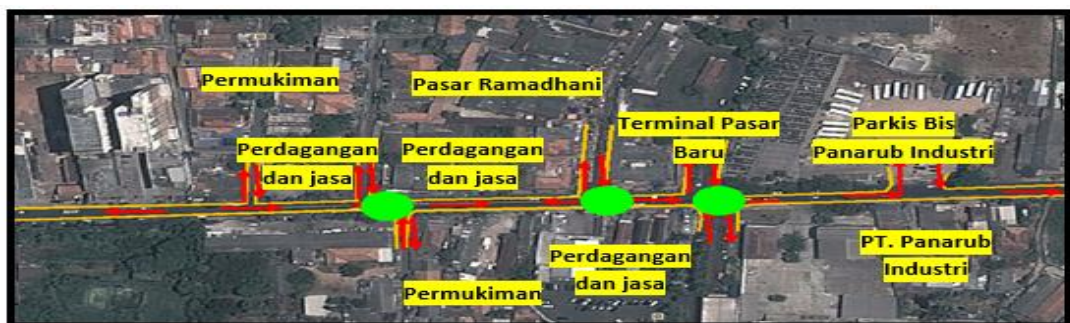 Permukiman
Pasar Ramadhani
Terminal Pasar
Baru
Parkis Bis
Panarub Industri
Perdagangan
dan jasa
Perdagangan
dan jasa
Perdagangan
dan jasa
Permukiman
PT. Panarub
Industri